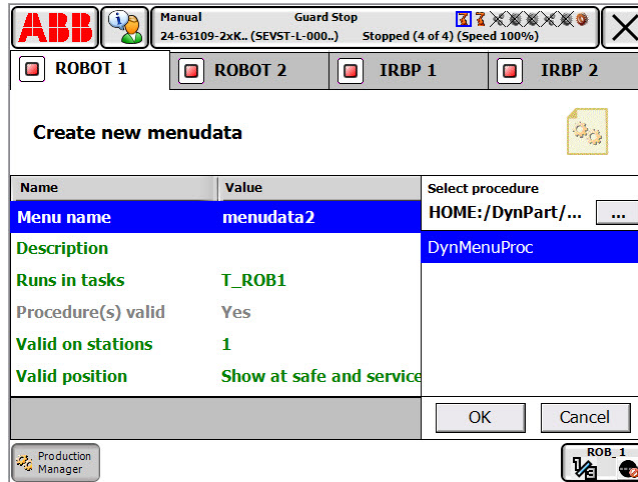 ABB
Manual Guard Stop
24-63109-2xK.. (SEVST-L-000..) Stopped (4 of 4) (Speed 100%)
ROBOT 1 ROBOT 2 IRBP 1 IRBP 2
Create new menudata
Name Value Select procedure
HOME:/DynPart/... ...
Menu name menudata2
DynMenuProc
Description
Runs in tasks T_ROB1
Procedure(s) valid Yes
Valid on stations 1
Valid position Show at safe and service
OK Cancel
Production
Manager
ROB_1
1/3